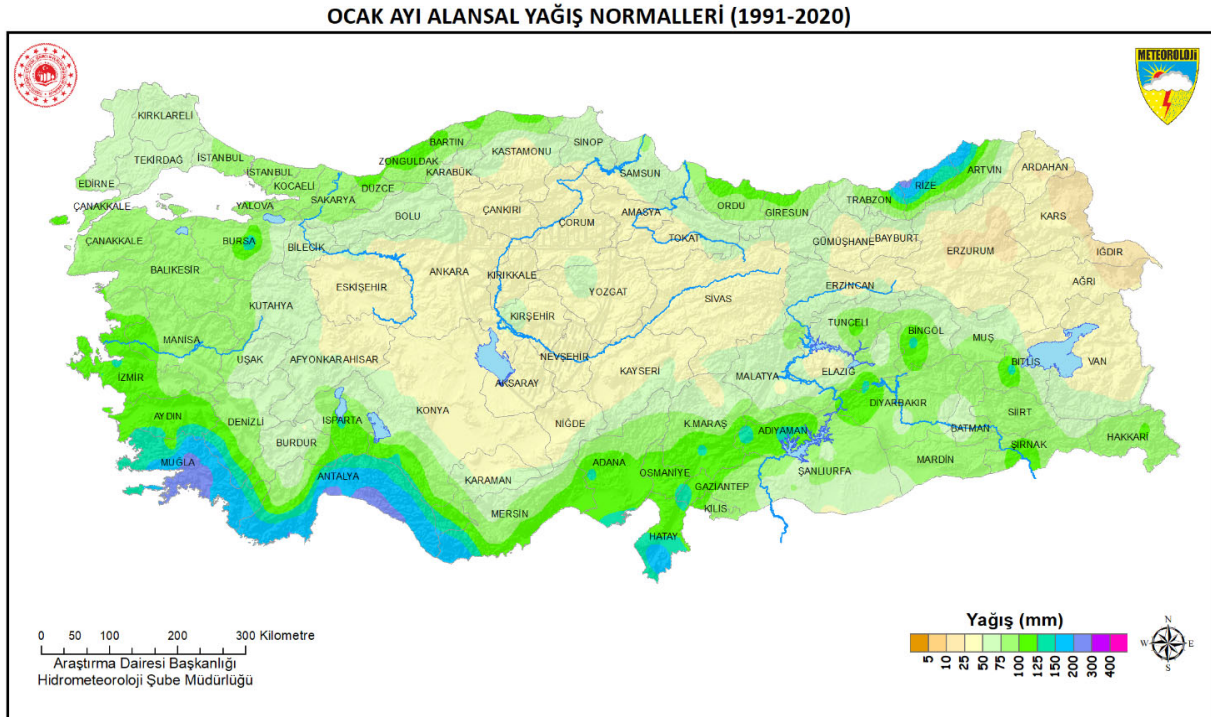 OCAK AYI ALANSAL YAĞIŞ NORMALLERİ (1991-2020)
METEOROLOJİ
KIRKLARELİ
TEKİRDAĞ
İSTANBUL
İSTANBUL
EDİRNE
KOCAELİ
ÇANAKKALE
YALOVA
SAKARYA
DÜZCE
ZONGULDAK
BARTIN
KARABÜK
KASTAMONU
SİNOP
SAMSUN
BOLU
ÇANKIRI
ÇORUM
AMASYA
TOKAT
ORDU
GİRESUN
TRABZON
RİZE
ARTVİN
ARDAHAN
KARS
GÜMÜŞHANE
BAYBURT
ERZURUM
IĞDIR
AĞRI
ÇANAKKALE
BURSA
BİLECİK
BALIKESİR
ESKİŞEHİR
ANKARA
KIRIKKALE
YOZGAT
SİVAS
ERZİNCAN
KUTAHYA
KIRŞEHİR
TUNCELİ
BİNGÖL
MUŞ
BITLİS
VAN
MANİSA
UŞAK
AFYONKARAHISAR
NEVŞEHİR
KAYSERİ
MALATYA
ELAZIĞ
İZMİR
AKSARAY
AYDIN
DENİZLİ
ISPARTA
KONYA
NİĞDE
K.MARAŞ
ADIYAMAN
DİYARBAKIR
SİİRT
BATMAN
ŞIRNAK
HAKKARİ
BURDUR
MUĞLA
ANTALYA
KARAMAN
MERSİN
ADANA
OSMANİYE
GAZİANTEP
KİLİS
ŞANLIURFA
MARDİN
HATAY
0 50 100 200 300 Kilometre
Araştırma Dairesi Başkanlığı
Hidrometeoroloji Şube Müdürlüğü
Yağış (mm)
5 10 25 50 75 100 125 150 200 300 400
N
W E
S